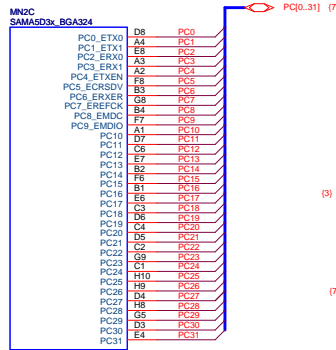 MN2C
SAMA5D3x_BGA324
PC[0..31] {7
PC0_ETX0 D8 PC0
PC1_ETX1 A4 PC1
PC2_ERX0 E8 PC2
PC3_ERX1 A3 PC3
PC4_ETXEN A2 PC4
PC5_ECRSDV F8 PC5
PC6_ERXER B3 PC6
PC7_EREFCK G8 PC7
PC8_EMDC B4 PC8
PC9_EMDIO F7 PC9
PC10 A1 PC10
PC11 D7 PC11
PC12 C6 PC12
PC13 E7 PC13
PC14 B2 PC14
PC15 F6 PC15
PC16 B1 PC16
PC17 E6 PC17
PC18 C3 PC18
PC19 D6 PC19
PC20 C4 PC20
PC21 D5 PC21
PC22 C2 PC22
PC23 G9 PC23
PC24 C1 PC24
PC25 H10 PC25
PC26 H9 PC26
PC27 D4 PC27
PC28 H8 PC28
PC29 G5 PC29
PC30 D3 PC30
PC31 E4 PC31
{3}
{7